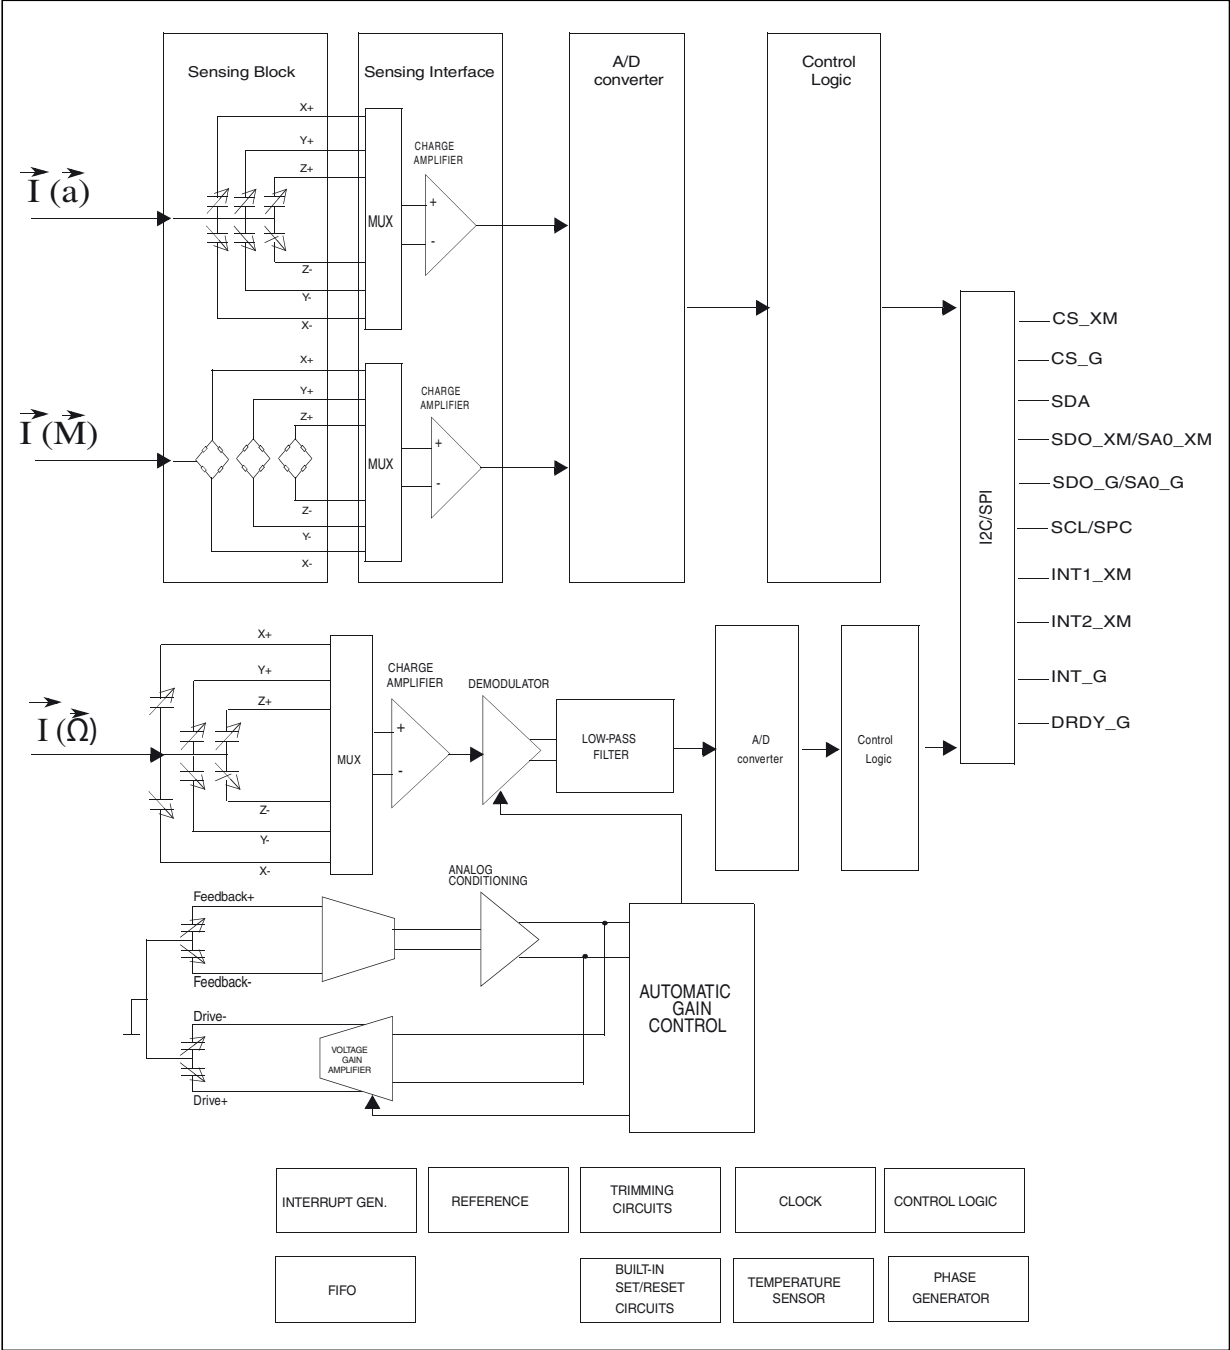 Sensing Block
Sensing Interface
A/D
converter
Control
Logic
X+
Y+
Z+
CHARGE
AMPLIFIER
I (a)
MUX
+
-
Z-
Y-
X-
X+
Y+
Z+
CHARGE
AMPLIFIER
I (M)
MUX
+
-
Z-
Y-
X-
I2C/SPI
CS_XM
CS_G
SDA
SDO_XM/SA0_XM
SDO_G/SA0_G
SCL/SPC
INT1_XM
INT2_XM
INT_G
DRDY_G
X+
Y+
Z+
I (Ω)
MUX
CHARGE
AMPLIFIER
+
-
DEMODULATOR
LOW-PASS
FILTER
A/D
converter
Control
Logic
Z-
Y-
X-
ANALOG
CONDITIONING
Feedback+
Feedback-
Drive-
VOLTAGE
GAIN
AMPLIFIER
Drive+
AUTOMATIC
GAIN
CONTROL
INTERRUPT GEN.
REFERENCE
TRIMMING
CIRCUITS
CLOCK
CONTROL LOGIC
FIFO
BUILT-IN
SET/RESET
CIRCUITS
TEMPERATURE
SENSOR
PHASE
GENERATOR